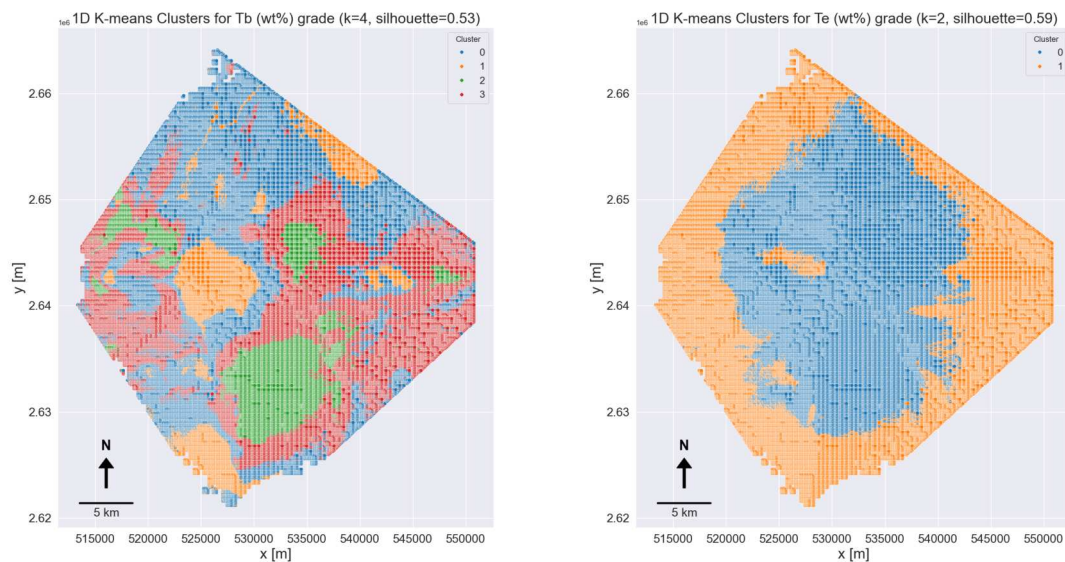 1e6 1D K-means Clusters for Tb (wt%) grade (k=4, silhouette=0.53)
Cluster
0
1
2
3
2.66
2.65
2.64
2.63
2.62
y [m]
N
5 km
515000 520000 525000 530000 535000 540000 545000 550000
x [m]
1e6 1D K-means Clusters for Te (wt%) grade (k=2, silhouette=0.59)
Cluster
0
1
2.66
2.65
2.64
2.63
2.62
y [m]
N
5 km
515000 520000 525000 530000 535000 540000 545000 550000
x [m]